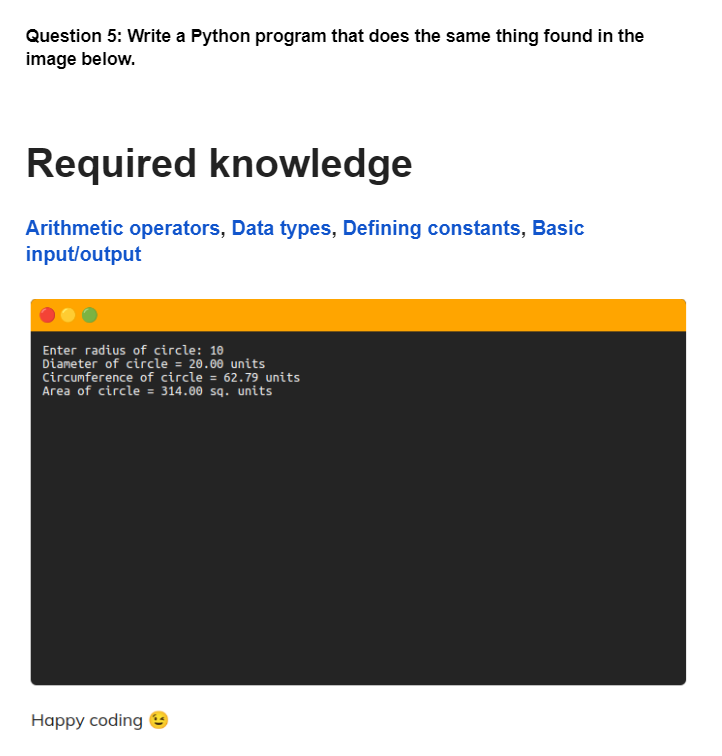 Question 5: Write a Python program that does the same thing found in the
image below.
Required knowledge
Arithmetic operators, Data types, Defining constants, Basic
input/output
Enter radius of circle: 10
Diameter of circle = 20.00 units
Circumference of circle = 62.79 units
Area of circle = 314.00 sq. units
Happy coding 😉